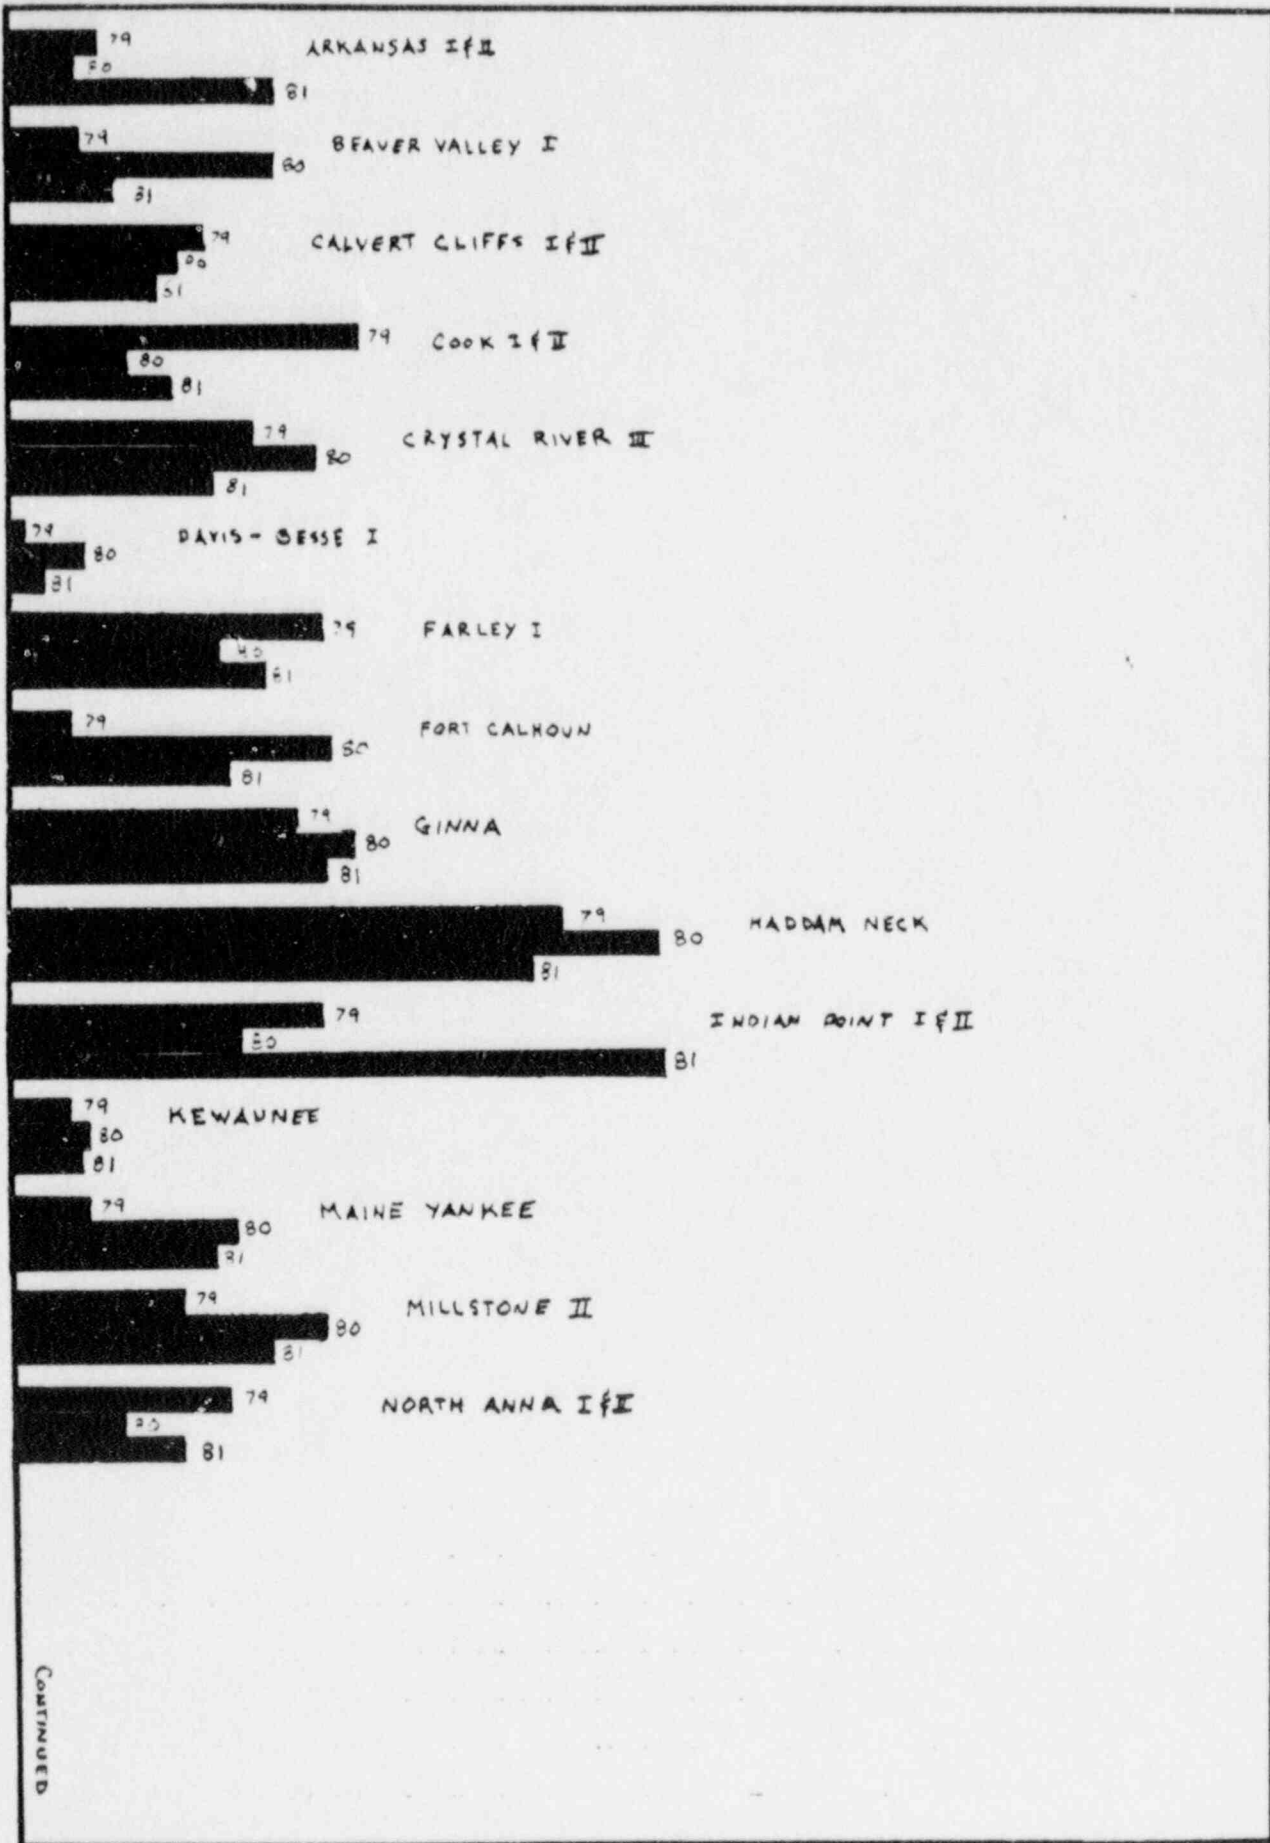 79 ARKANSAS I & II
80
81
79 BEAVER VALLEY I
80
81
79 CALVERT CLIFFS I & II
80
81
79 COOK I & II
80
81
79 CRYSTAL RIVER III
80
81
79 DAVIS-BESSE I
80
81
79 FARLEY I
80
81
79 FORT CALHOUN
80
81
79 GINNA
80
81
79 HADDAM NECK
80
81
79 INDIAN POINT I & II
80
81
79 KEWAUNEE
80
81
79 MAINE YANKEE
80
81
79 MILLSTONE II
80
81
79 NORTH ANNA I & II
80
81
CONTINUED